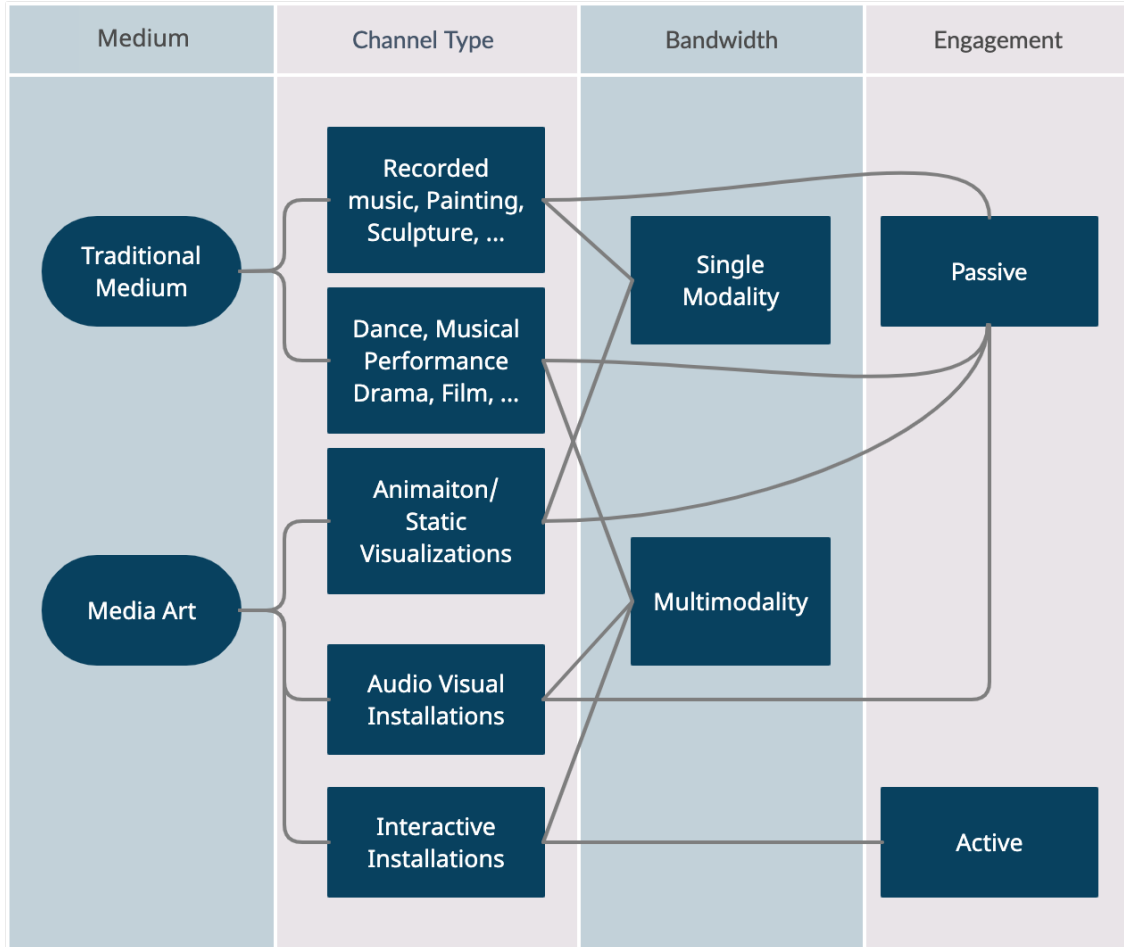 Medium
Channel Type
Bandwidth
Engagement
Recorded
music, Painting,
Sculpture, ...
Traditional
Medium
Single
Modality
Passive
Dance, Musical
Performance
Drama, Film, ...
Animaiton/
Static
Visualizations
Media Art
Multimodality
Audio Visual
Installations
Interactive
Installations
Active